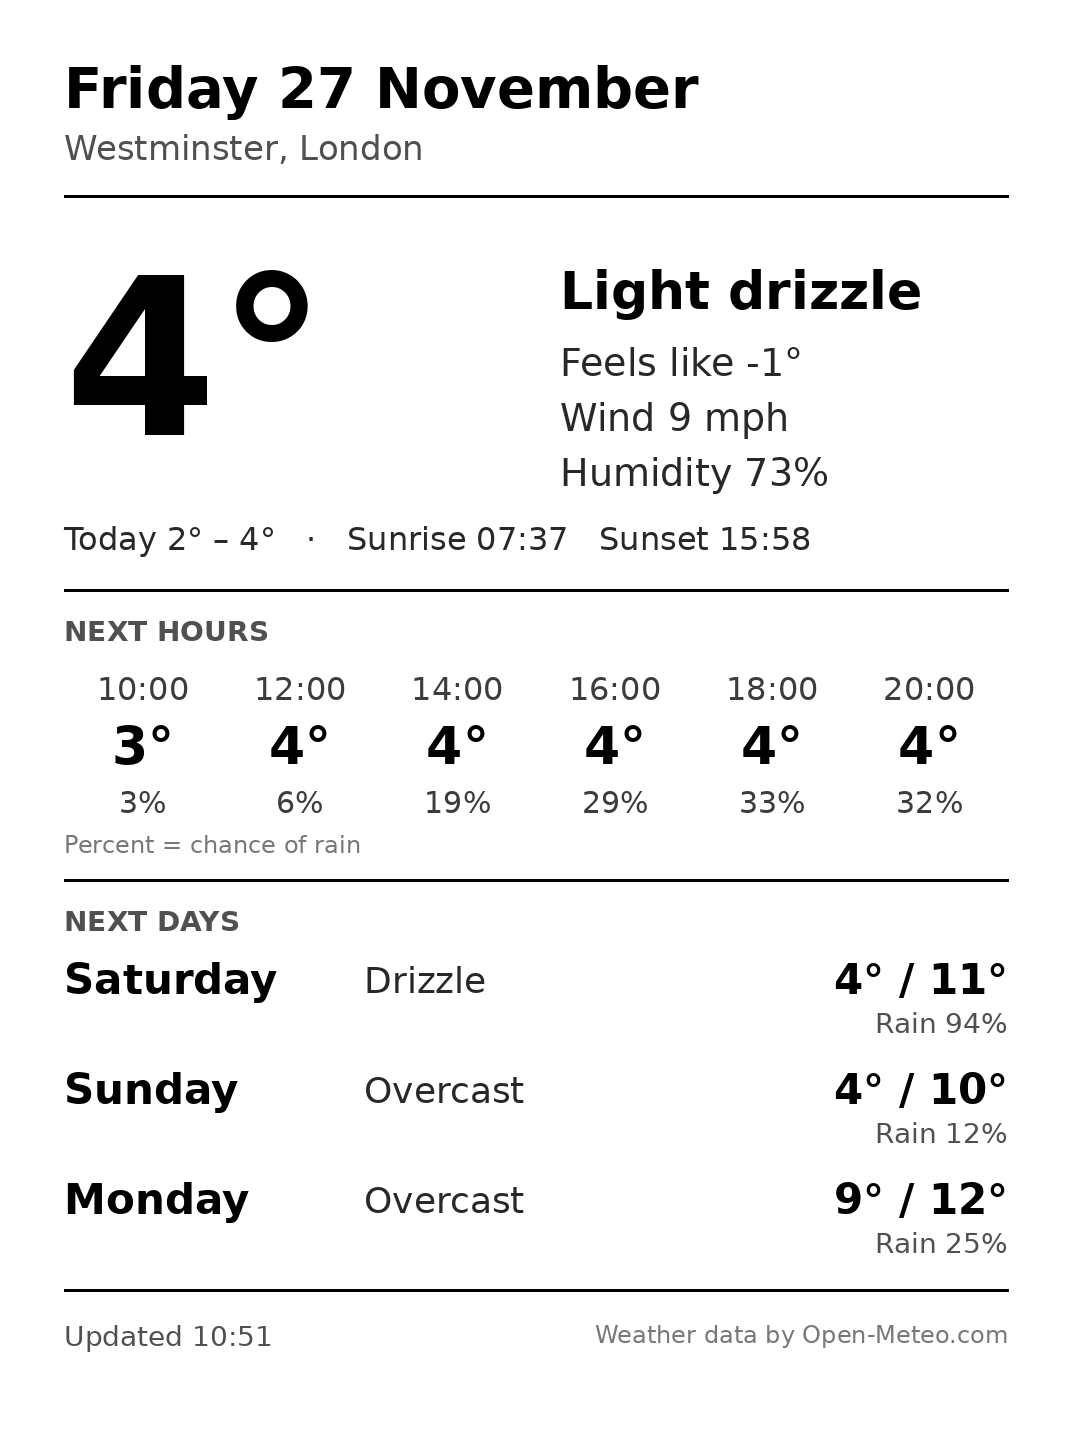 Friday 27 November
Westminster, London
4°
Light drizzle
Feels like -1°
Wind 9 mph
Humidity 73%
Today 2° – 4° · Sunrise 07:37 Sunset 15:58
NEXT HOURS
10:00 12:00 14:00 16:00 18:00 20:00
3° 4° 4° 4° 4° 4°
3% 6% 19% 29% 33% 32%
Percent = chance of rain
NEXT DAYS
Saturday Drizzle 4° / 11°
Rain 94%
Sunday Overcast 4° / 10°
Rain 12%
Monday Overcast 9° / 12°
Rain 25%
Updated 10:51 Weather data by Open-Meteo.com